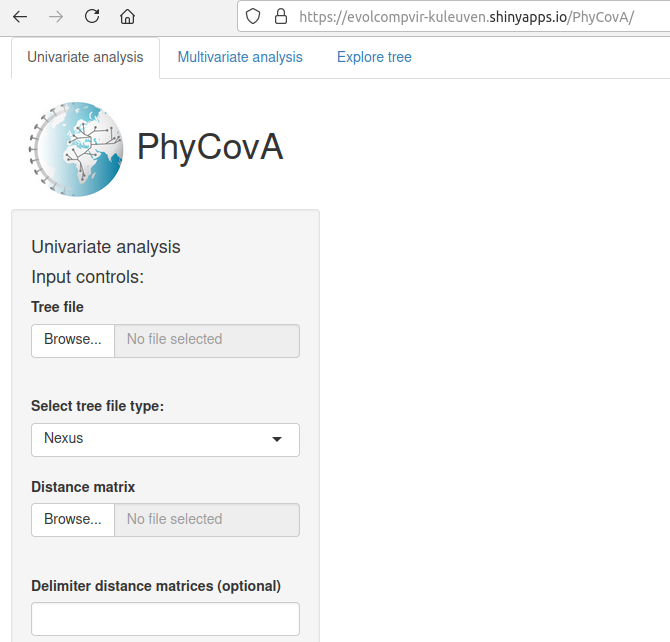 https://evolcompvir-kuleuven.shinyapps.io/PhyCovA/
Univariate analysis Multivariate analysis Explore tree
PhyCovA
Univariate analysis
Input controls:
Tree file
Browse... No file selected
Select tree file type:
Nexus
Distance matrix
Browse... No file selected
Delimiter distance matrices (optional)